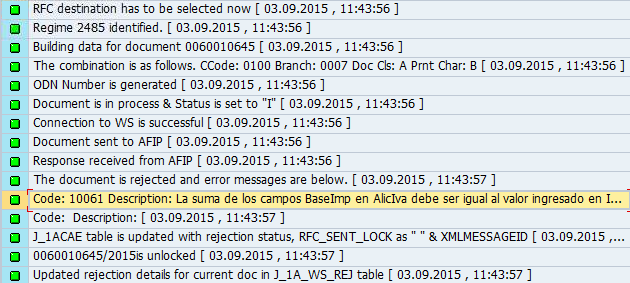 RFC destination has to be selected now [ 03.09.2015 , 11:43:56 ]
Regime 2485 identified. [ 03.09.2015 , 11:43:56 ]
Building data for document 0060010645 [ 03.09.2015 , 11:43:56 ]
The combination is as follows. CCode: 0100 Branch: 0007 Doc Cls: A Prnt Char: B [ 03.09.2015 , 11:43:56 ]
ODN Number is generated [ 03.09.2015 , 11:43:56 ]
Document is in process & Status is set to "I" [ 03.09.2015 , 11:43:56 ]
Connection to WS is successful [ 03.09.2015 , 11:43:56 ]
Document sent to AFIP [ 03.09.2015 , 11:43:56 ]
Response received from AFIP [ 03.09.2015 , 11:43:56 ]
The document is rejected and error messages are below. [ 03.09.2015 , 11:43:57 ]
Code: 10061 Description: La suma de los campos BaseImp en AlicIva debe ser igual al valor ingresado en I...
Code:  Description: [ 03.09.2015 , 11:43:57 ]
J_1ACAE table is updated with rejection status, RFC_SENT_LOCK as " " & XMLMESSAGEID [ 03.09.2015 ,...
0060010645/2015is unlocked [ 03.09.2015 , 11:43:57 ]
Updated rejection details for current doc in J_1A_WS_REJ table [ 03.09.2015 , 11:43:57 ]